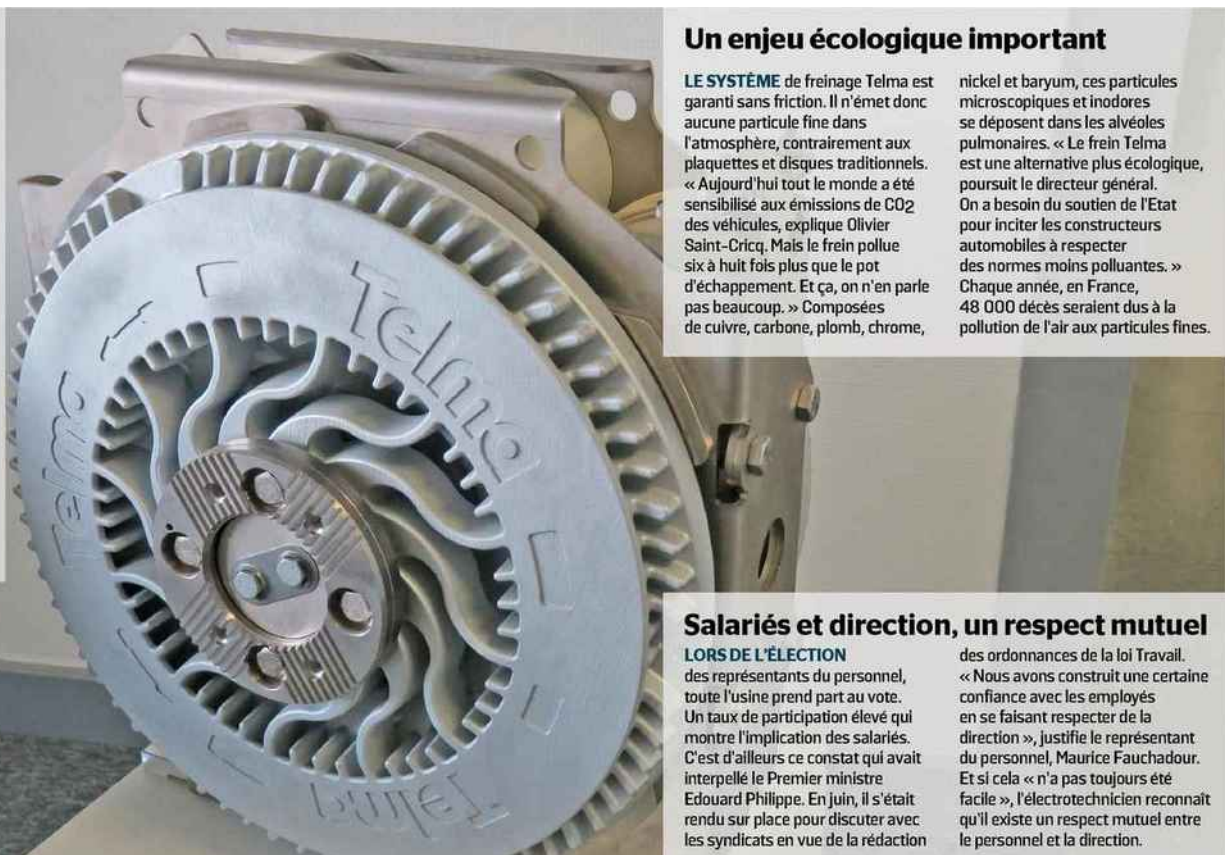 Un enjeu écologique important
LE SYSTÈME de freinage Telma est
garanti sans friction. Il n'émet donc
aucune particule fine dans
l'atmosphère, contrairement aux
plaquettes et disques traditionnels.
« Aujourd'hui tout le monde a été
sensibilisé aux émissions de CO2
des véhicules, explique Olivier
Saint-Cricq. Mais le frein pollue
six à huit fois plus que le pot
d'échappement. Et ça, on n'en parle
pas beaucoup. » Composées
de cuivre, carbone, plomb, chrome,
nickel et baryum, ces particules
microscopiques et inodores
se déposent dans les alvéoles
pulmonaires. « Le frein Telma
est une alternative plus écologique,
poursuit le directeur général.
On a besoin du soutien de l'Etat
pour inciter les constructeurs
automobiles à respecter
des normes moins polluantes. »
Chaque année, en France,
48 000 décès seraient dus à la
pollution de l'air aux particules fines.
Telma
Telma
Telma
Salariés et direction, un respect mutuel
LORS DE L'ÉLECTION
des représentants du personnel,
toute l'usine prend part au vote.
Un taux de participation élevé qui
montre l'implication des salariés.
C'est d'ailleurs ce constat qui avait
interpellé le Premier ministre
Edouard Philippe. En juin, il s'était
rendu sur place pour discuter avec
les syndicats en vue de la rédaction
des ordonnances de la loi Travail.
« Nous avons construit une certaine
confiance avec les employés
en se faisant respecter de la
direction », justifie le représentant
du personnel, Maurice Fauchadour.
Et si cela « n'a pas toujours été
facile », l'électrotechnicien reconnaît
qu'il existe un respect mutuel entre
le personnel et la direction.